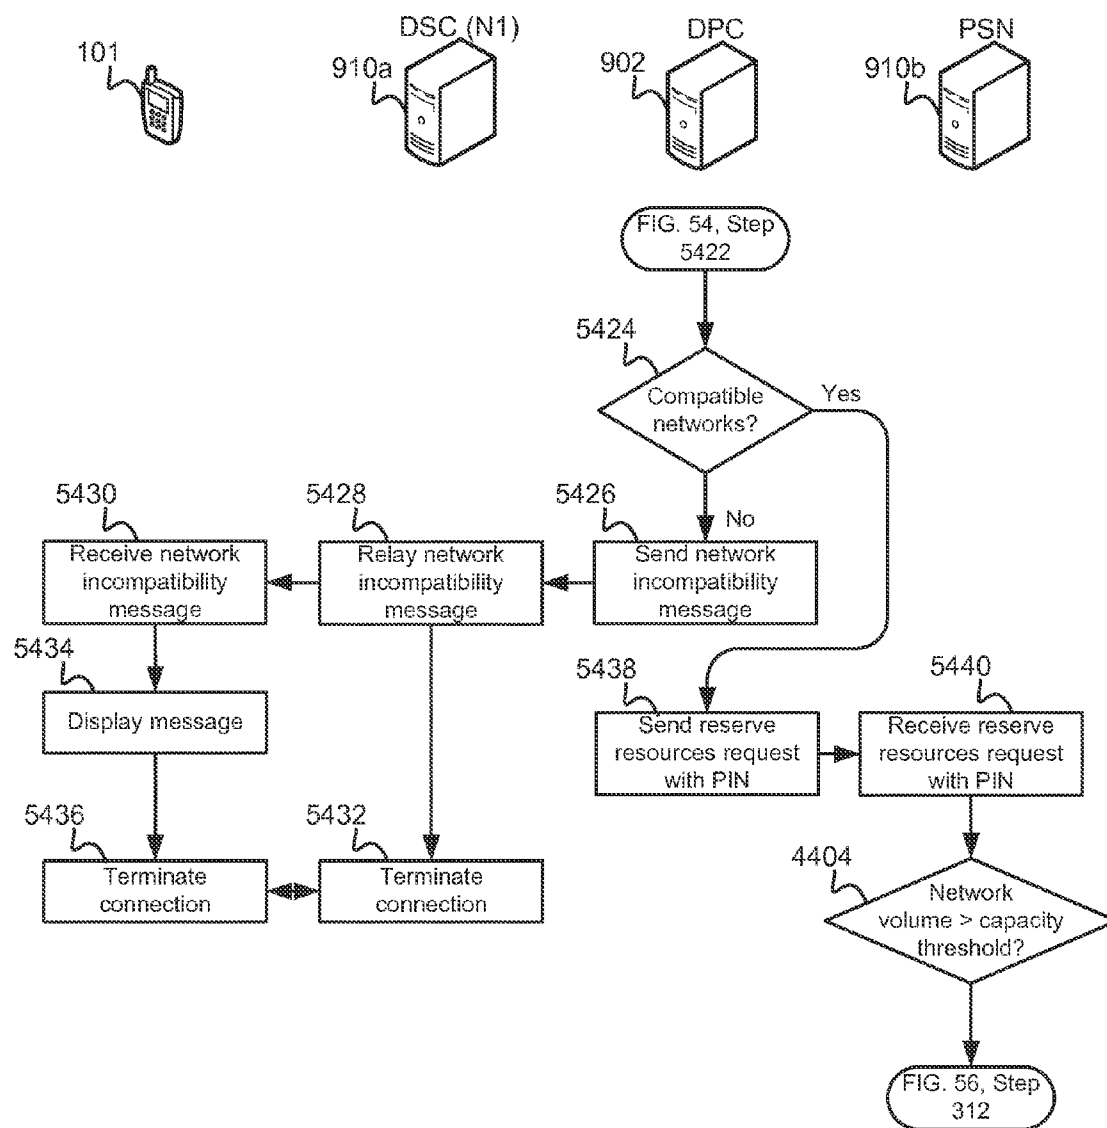 DSC (N1)
DPC
PSN
101
910a
902
910b
FIG. 54, Step
5422
5424
Compatible
networks?
Yes
No
5430
5428
5426
Receive network
incompatibility
message
Relay network
incompatibility
message
Send network
incompatibility
message
5434
Display message
5438
Send reserve
resources request
with PIN
5440
Receive reserve
resources request
with PIN
5436
Terminate
connection
5432
Terminate
connection
4404
Network
volume > capacity
threshold?
FIG. 56, Step
312